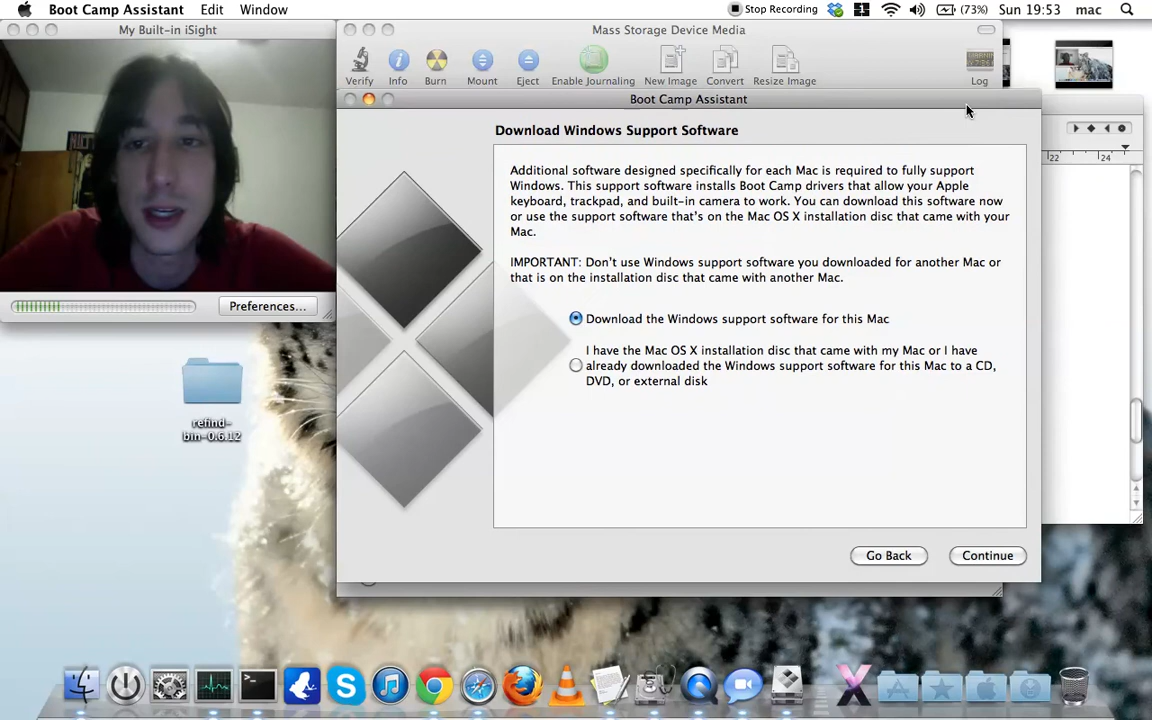 Boot Camp Assistant Edit Window
Stop Recording
(73%) Sun 19:53 mac
My Built-in iSight
Preferences...
Mass Storage Device Media
Verify Info Burn Mount Eject Enable Journaling New Image Convert Resize Image Log
Boot Camp Assistant
Download Windows Support Software
Additional software designed specifically for each Mac is required to fully support
Windows. This support software installs Boot Camp drivers that allow your Apple
keyboard, trackpad, and built-in camera to work. You can download this software now
or use the support software that's on the Mac OS X installation disc that came with your
Mac.
IMPORTANT: Don't use Windows support software you downloaded for another Mac or
that is on the installation disc that came with another Mac.
Download the Windows support software for this Mac
I have the Mac OS X installation disc that came with my Mac or I have
already downloaded the Windows support software for this Mac to a CD,
DVD, or external disk
Go Back Continue
22 24
refind-
bin-0.6.12